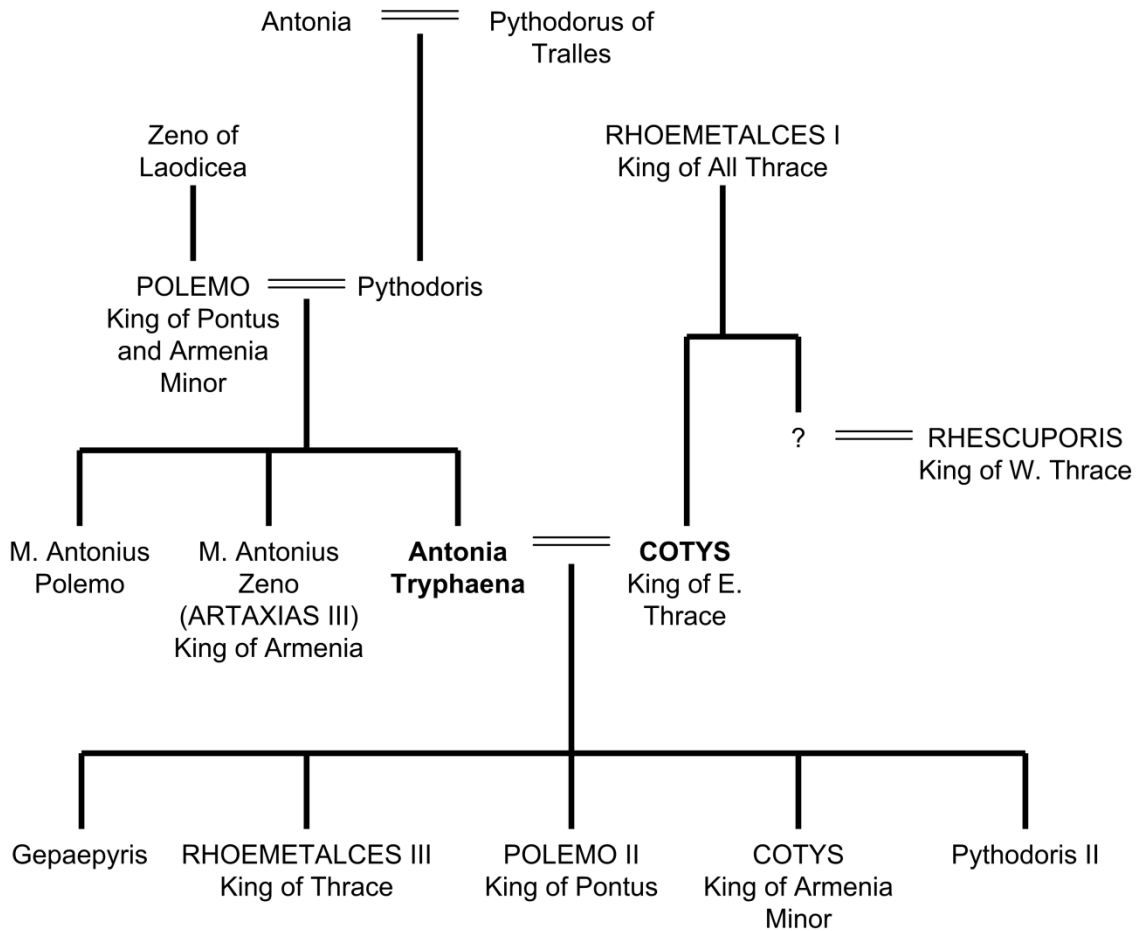 Antonia
Pythodorus of
Tralles
Zeno of
Laodicea
RHOEMETALCES I
King of All Thrace
POLEMO
King of Pontus
and Armenia
Minor
Pythodoris
?
RHESCUPORIS
King of W. Thrace
M. Antonius
Polemo
M. Antonius
Zeno
(ARTAXIAS III)
King of Armenia
Antonia
Tryphaena
COTYS
King of E.
Thrace
Gepaepyris
RHOEMETALCES III
King of Thrace
POLEMO II
King of Pontus
COTYS
King of Armenia
Minor
Pythodoris II